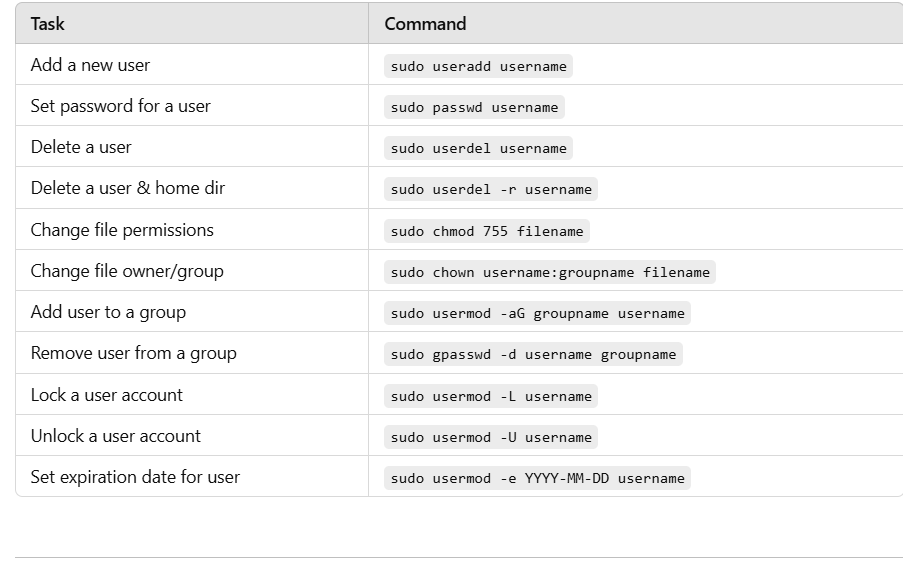 Task Command
Add a new user sudo useradd username
Set password for a user sudo passwd username
Delete a user sudo userdel username
Delete a user & home dir sudo userdel -r username
Change file permissions sudo chmod 755 filename
Change file owner/group sudo chown username:groupname filename
Add user to a group sudo usermod -aG groupname username
Remove user from a group sudo gpasswd -d username groupname
Lock a user account sudo usermod -L username
Unlock a user account sudo usermod -U username
Set expiration date for user sudo usermod -e YYYY-MM-DD username